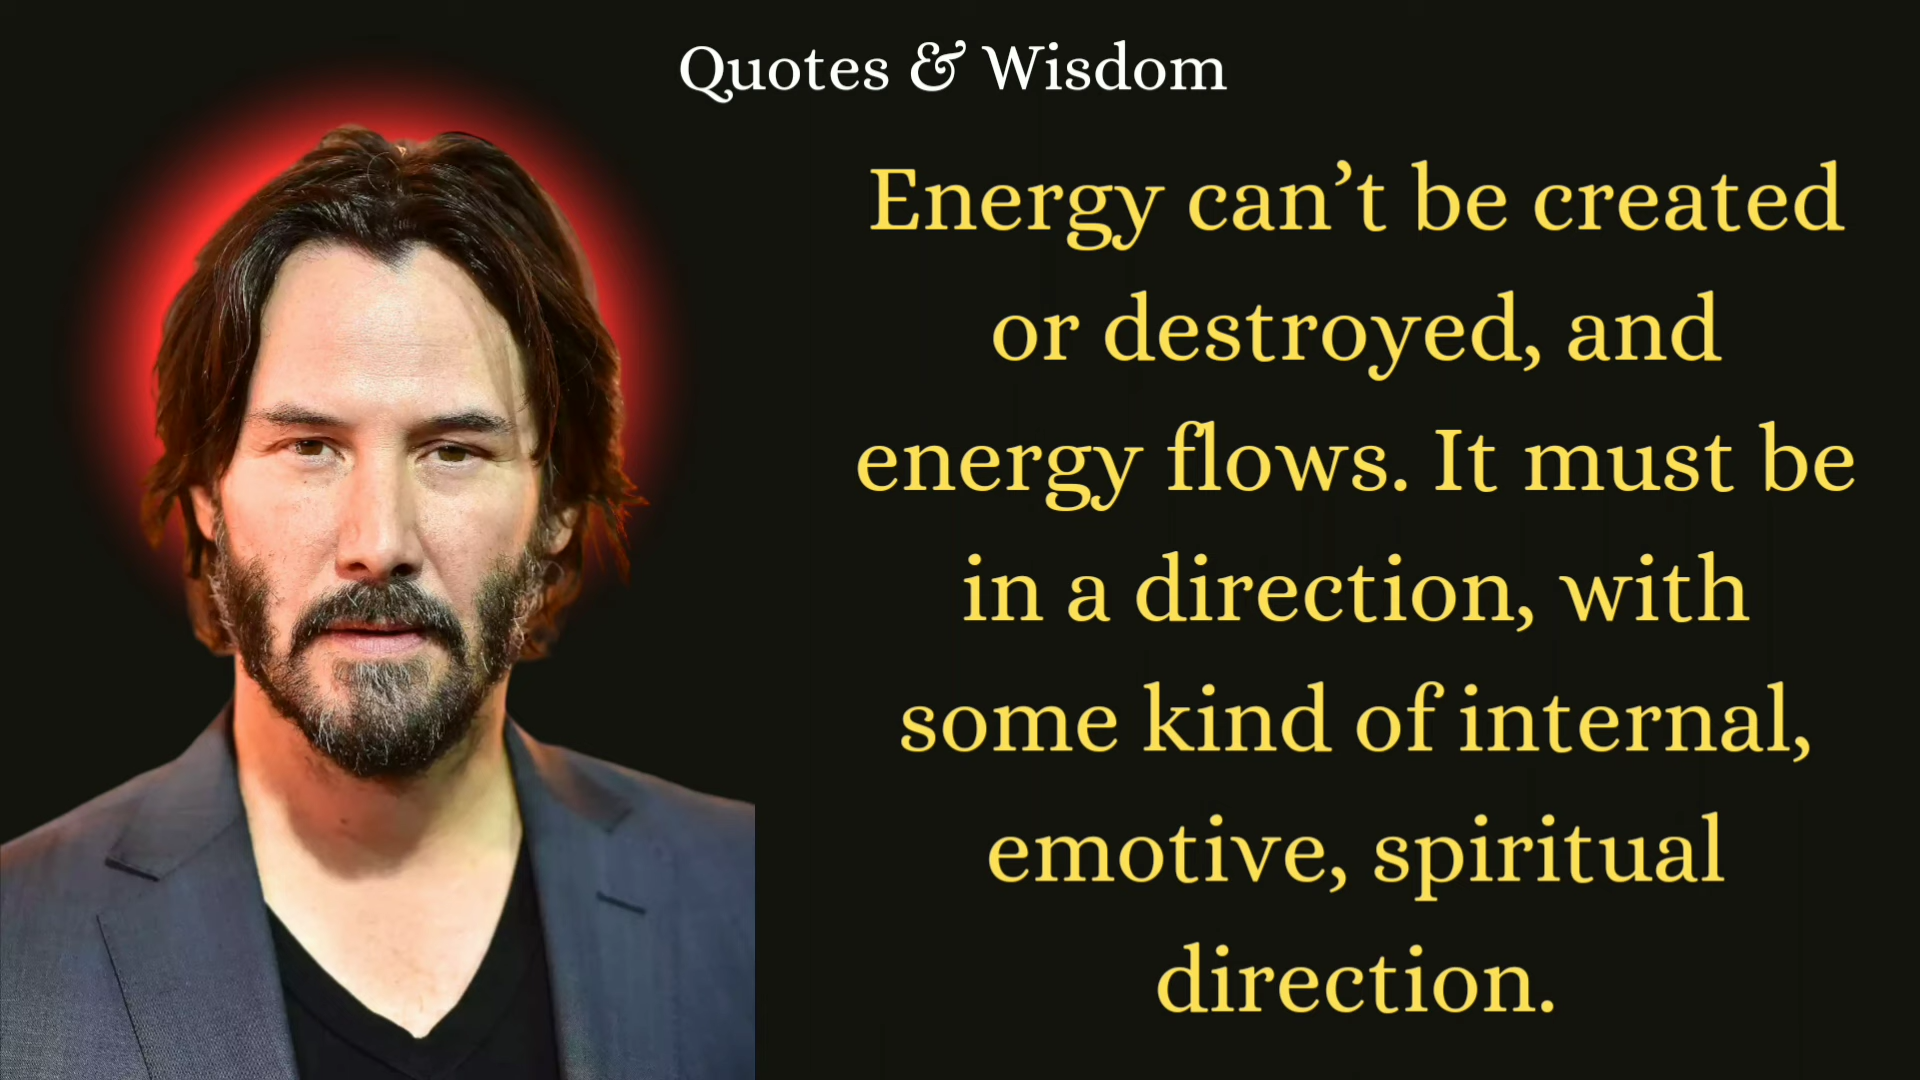 Quotes & Wisdom
Energy can’t be created
or destroyed, and
energy flows. It must be
in a direction, with
some kind of internal,
emotive, spiritual
direction.